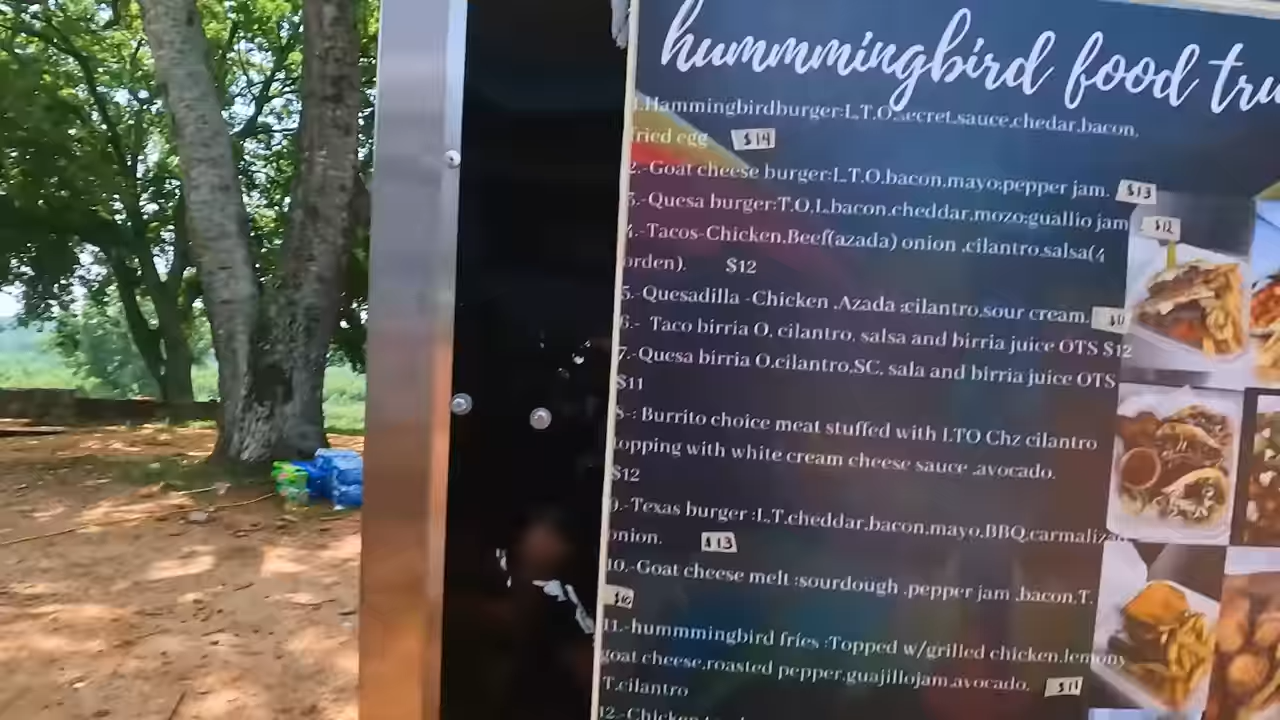 hummmingbird food tru
1.Hammingbirdburger:L.T.O.secret.sauce.chedar.bacon.
fried egg $14
2.-Goat cheese burger:L.T.O.bacon.mayo:pepper jam. $13
3.-Quesa burger:T.O.L.bacon.cheddar.mozo:guallio jam $12
4.-Tacos-Chicken.Beef(azada) onion .cilantro.salsa(4
orden). $12
5.-Quesadilla -Chicken .Azada :cilantro.sour cream.
6.- Taco birria O. cilantro. salsa and birria juice OTS $12
7.-Quesa birria O.cilantro.SC. sala and birria juice OTS
$11
8-: Burrito choice meat stuffed with LTO Chz cilantro
topping with white cream cheese sauce .avocado.
$12
9.-Texas burger :L.T.cheddar.bacon.mayo.BBQ.carmaliza
onion. $13
10.-Goat cheese melt :sourdough .pepper jam .bacon.T.
11.-hummmingbird fries :Topped w/grilled chicken.lemony
goat cheese.roasted pepper.guajillojam.avocado. $11
T.cilantro
12.-Chicken